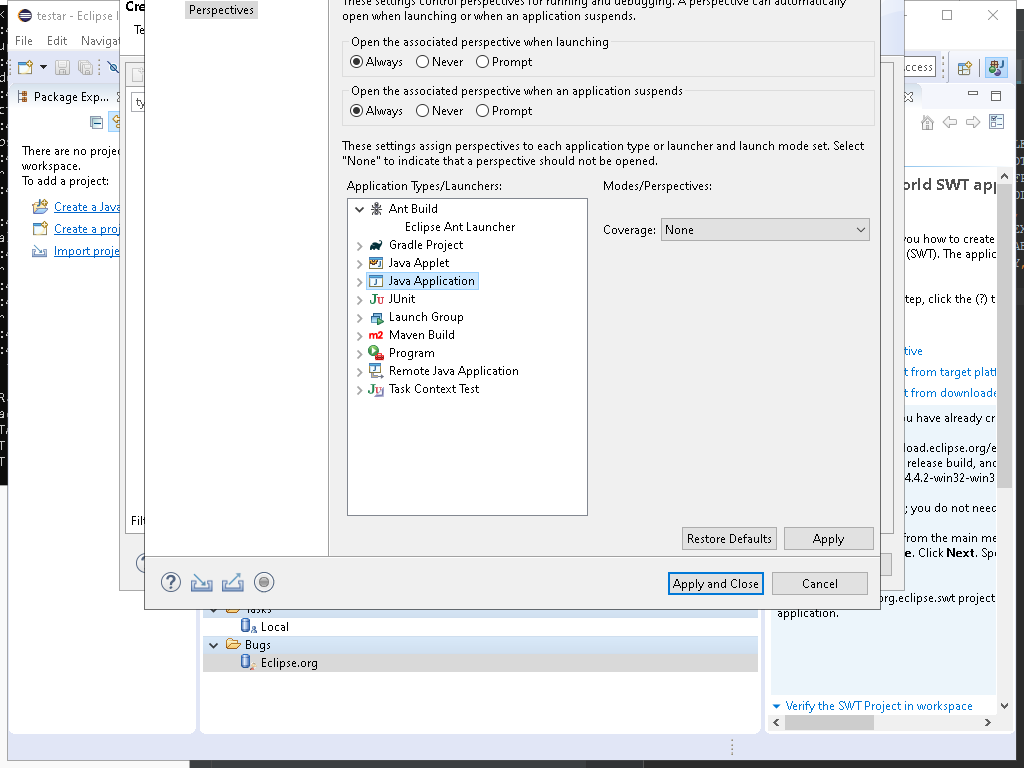 testar - Eclipse
File Edit Naviga
Cre
Te
Perspectives
These settings control perspectives for running and debugging. A perspective can automatically
open when launching or when an application suspends.
Open the associated perspective when launching
Always Never Prompt
Open the associated perspective when an application suspends
Always Never Prompt
These settings assign perspectives to each application type or launcher and launch mode set. Select
"None" to indicate that a perspective should not be opened.
Application Types/Launchers:
Modes/Perspectives:
Ant Build
Eclipse Ant Launcher
Gradle Project
Java Applet
Java Application
JUnit
Launch Group
Maven Build
Program
Remote Java Application
Task Context Test
Coverage: None
Restore Defaults Apply
Apply and Close Cancel
Package Exp...
There are no proje
workspace.
To add a project:
Create a Java
Create a proj
Import proje
ty
Filt
Tasks
Local
Bugs
Eclipse.org
ccess
orld SWT app
you how to create
(SWT). The applic
tep, click the (?) t
tive
t from target platf
t from downloade
ou have already cr
load.eclipse.org/e
release build, and
4.4.2-win32-win3
; you do not need
from the main me
e. Click Next. Spe
org.eclipse.swt project
application.
Verify the SWT Project in workspace